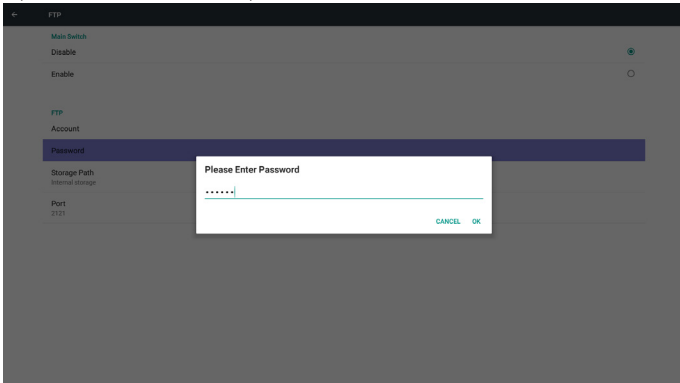 FTP
Main Switch
Disable
Enable
FTP
Account
Password
Storage Path
Internal storage
Port
2121
Please Enter Password
••••••
CANCEL OK